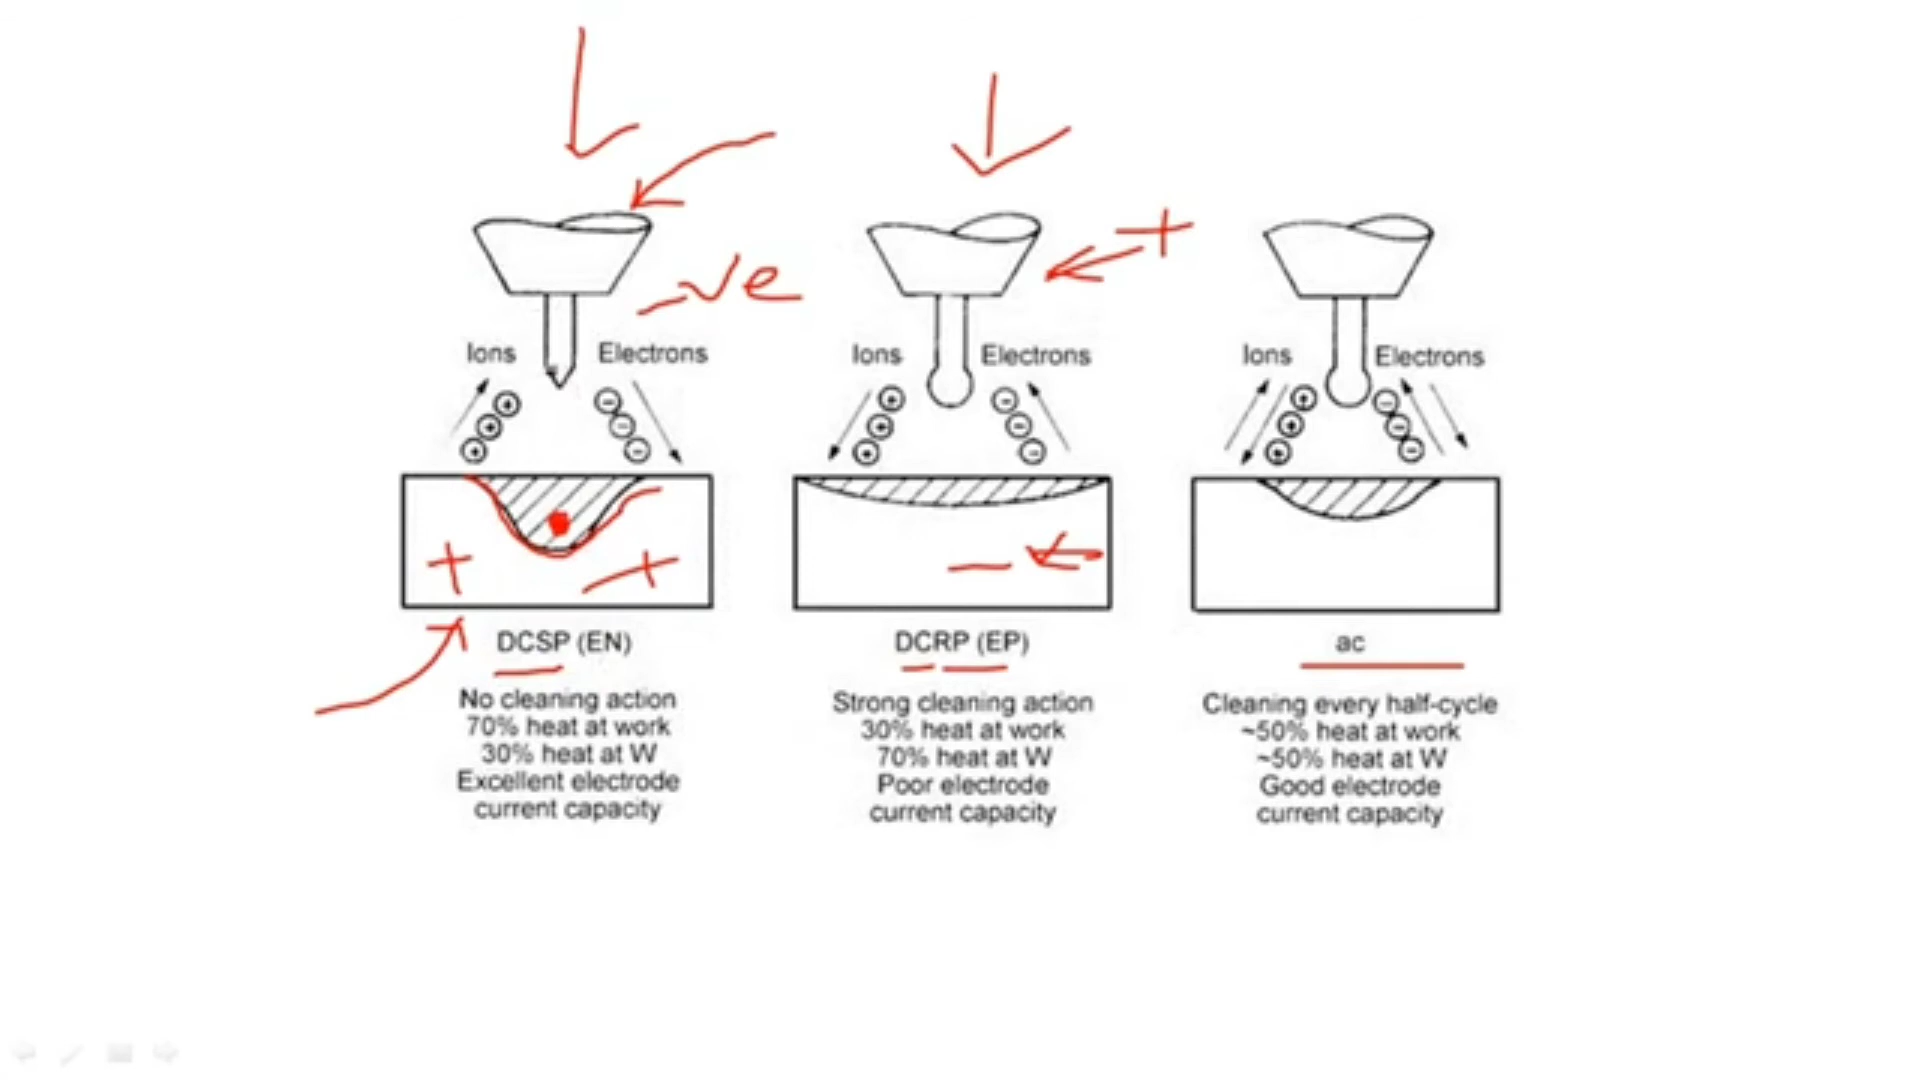 -ve
+
Ions Electrons
Ions Electrons
Ions Electrons
+ +
-
DCSP (EN)
No cleaning action
70% heat at work
30% heat at W
Excellent electrode
current capacity
DCRP (EP)
Strong cleaning action
30% heat at work
70% heat at W
Poor electrode
current capacity
ac
Cleaning every half-cycle
~50% heat at work
~50% heat at W
Good electrode
current capacity